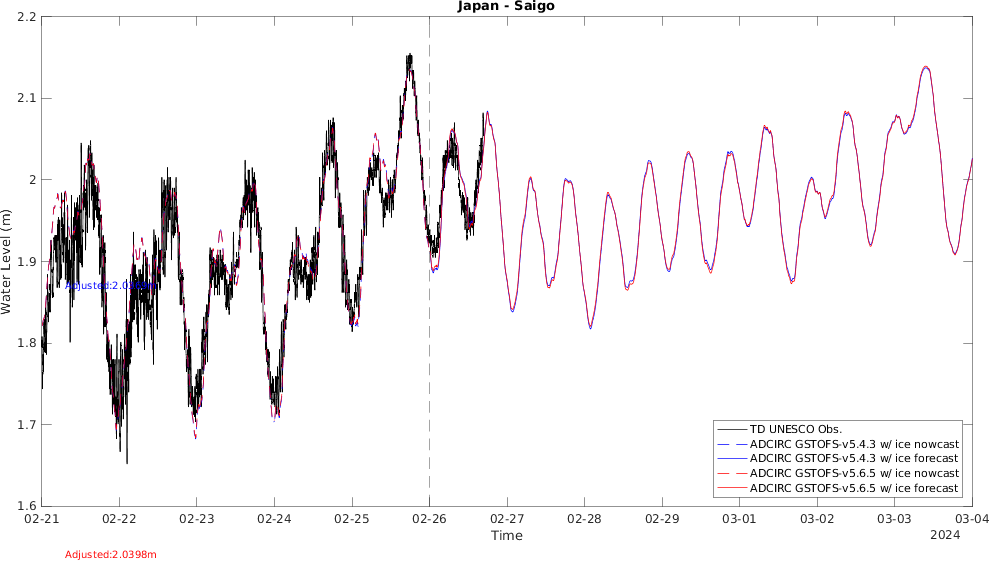 Japan - Saigo
Water Level (m)
2.2
2.1
2
1.9
1.8
1.7
1.6
02-21 02-22 02-23 02-24 02-25 02-26 02-27 02-28 02-29 03-01 03-02 03-03 03-04
Time
2024
TD UNESCO Obs.
ADCIRC GSTOFS-v5.4.3 w/ ice nowcast
ADCIRC GSTOFS-v5.4.3 w/ ice forecast
ADCIRC GSTOFS-v5.6.5 w/ ice nowcast
ADCIRC GSTOFS-v5.6.5 w/ ice forecast
Adjusted:2.0398m